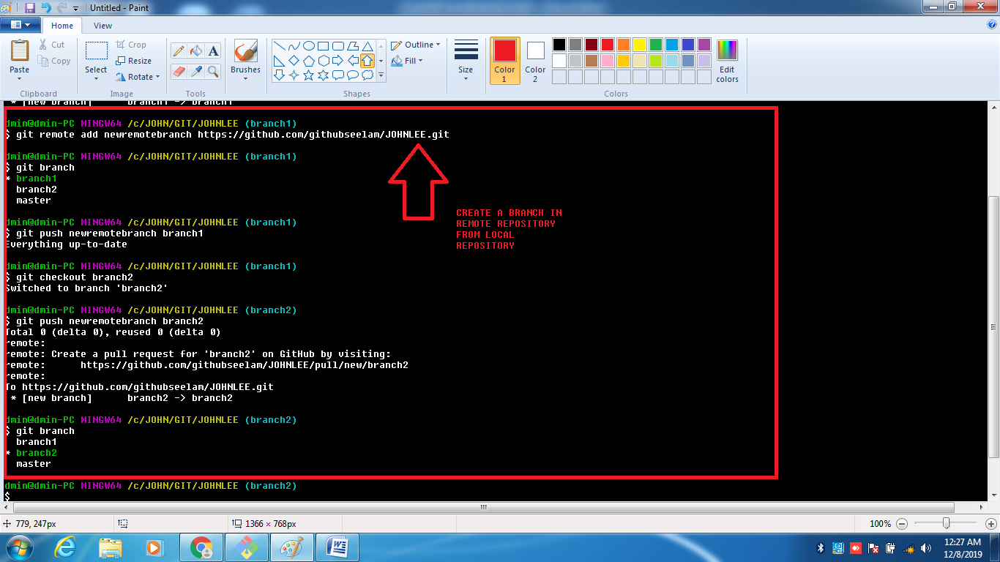 Untitled - Paint
Home
View
Paste
Cut
Copy
Clipboard
Select
Crop
Resize
Rotate
Image
A
Tools
Brushes
Shapes
Outline
Fill
Size
Color 1
Color 2
Edit colors
Colors
* [new branch]      branch1 -> branch1
dmin@dmin-PC MINGW64 /c/JOHN/GIT/JOHNLEE (branch1)
$ git remote add newremotebranch https://github.com/githubseelam/JOHNLEE.git
dmin@dmin-PC MINGW64 /c/JOHN/GIT/JOHNLEE (branch1)
$ git branch
* branch1
branch2
master
CREATE A BRANCH IN
REMOTE REPOSITORY
FROM LOCAL
REPOSITORY
dmin@dmin-PC MINGW64 /c/JOHN/GIT/JOHNLEE (branch1)
$ git push newremotebranch branch1
Everything up-to-date
dmin@dmin-PC MINGW64 /c/JOHN/GIT/JOHNLEE (branch1)
$ git checkout branch2
Switched to branch 'branch2'
dmin@dmin-PC MINGW64 /c/JOHN/GIT/JOHNLEE (branch2)
$ git push newremotebranch branch2
Total 0 (delta 0), reused 0 (delta 0)
remote:
remote: Create a pull request for 'branch2' on GitHub by visiting:
remote:      https://github.com/githubseelam/JOHNLEE/pull/new/branch2
remote:
To https://github.com/githubseelam/JOHNLEE.git
* [new branch]      branch2 -> branch2
dmin@dmin-PC MINGW64 /c/JOHN/GIT/JOHNLEE (branch2)
$ git branch
branch1
* branch2
master
dmin@dmin-PC MINGW64 /c/JOHN/GIT/JOHNLEE (branch2)
$
779, 247px
1366 × 768px
100%
12:27 AM
12/8/2019